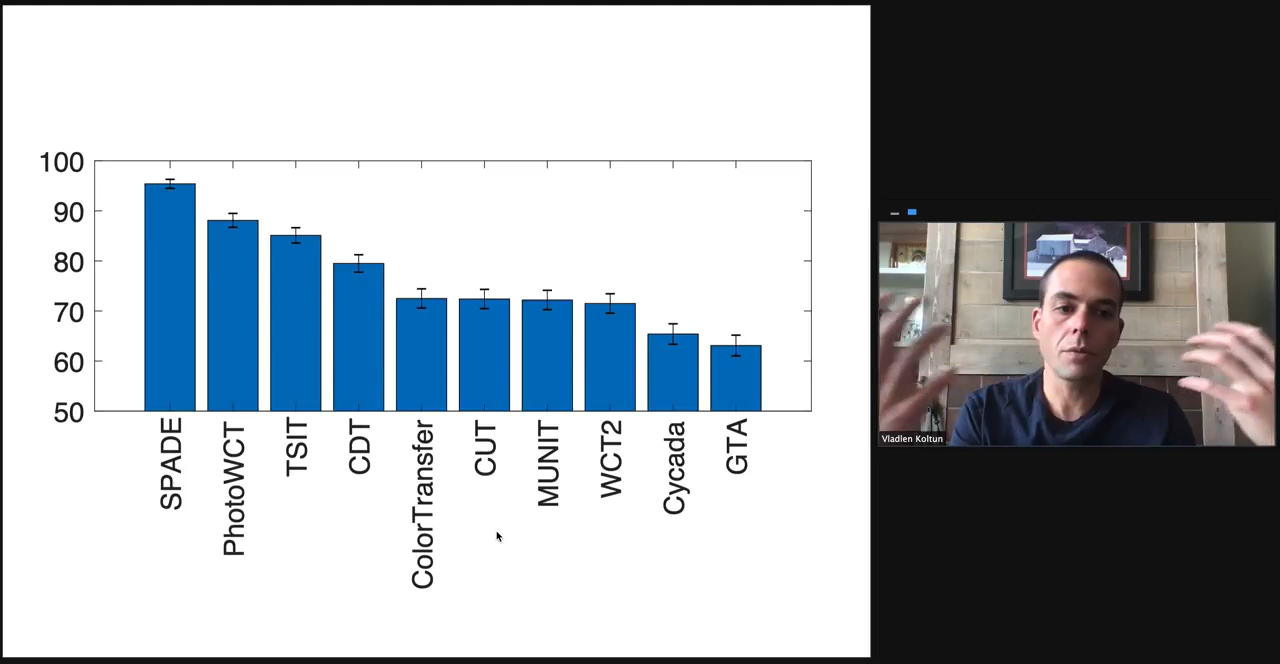 100
90
80
70
60
50
SPADE
PhotoWCT
TSIT
CDT
ColorTransfer
CUT
MUNIT
WCT2
Cycada
GTA
Vladlen Koltun